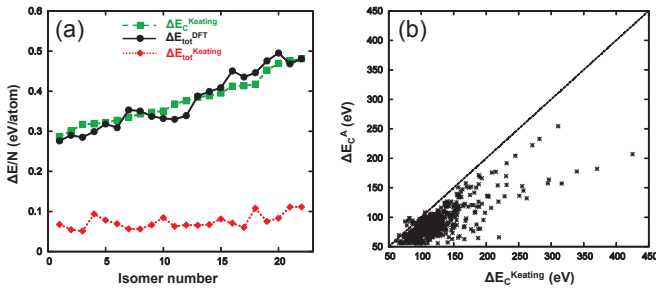 (a)
ΔE_C^Keating
ΔE_tot^DFT
ΔE_tot^Keating
ΔE/N (eV/atom)
0.6
0.5
0.4
0.3
0.2
0.1
0
0 5 10 15 20
Isomer number
(b)
ΔE_C^A (eV)
450
400
350
300
250
200
150
100
50
50 100 150 200 250 300 350 400 450
ΔE_C^Keating (eV)